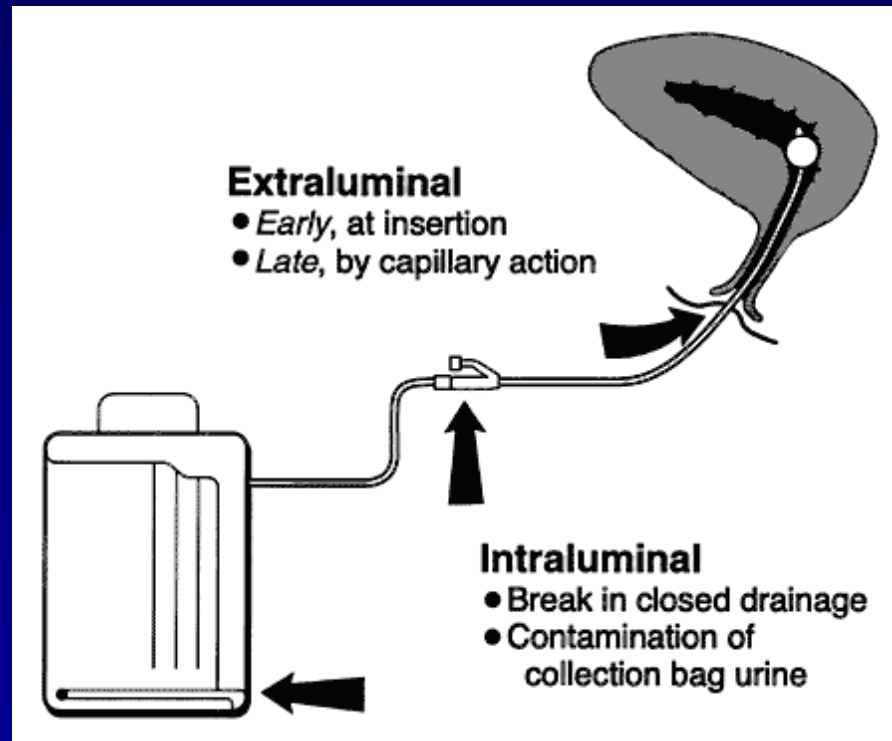 Extraluminal
● Early, at insertion
● Late, by capillary action
Intraluminal
● Break in closed drainage
● Contamination of
collection bag urine